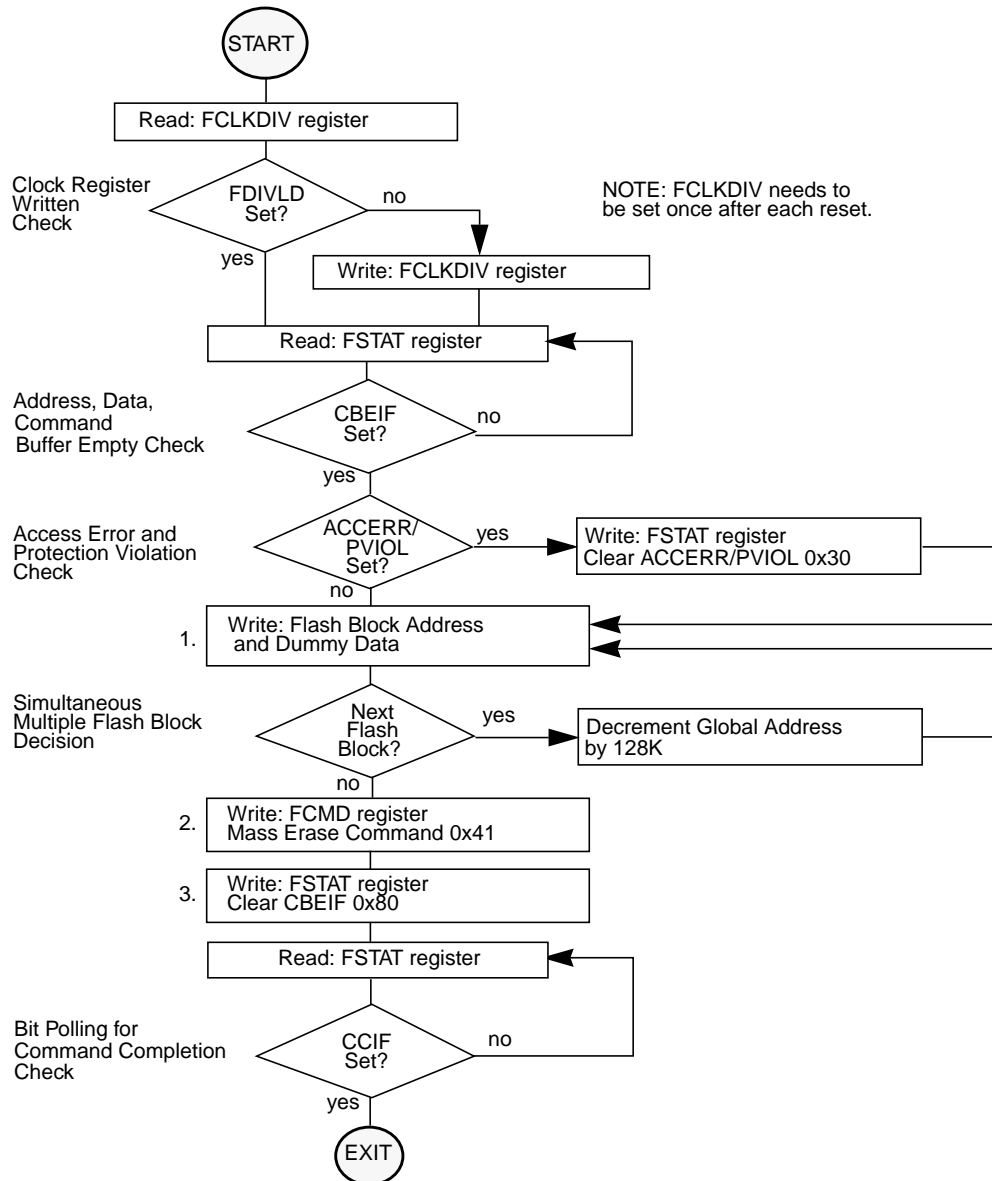 START
Read: FCLKDIV register
Clock Register
Written
Check
FDIVLD
Set?
no
yes
NOTE: FCLKDIV needs to
be set once after each reset.
Write: FCLKDIV register
Read: FSTAT register
Address, Data,
Command
Buffer Empty Check
CBEIF
Set?
no
yes
Access Error and
Protection Violation
Check
ACCERR/
PVIOL
Set?
yes
no
Write: FSTAT register
Clear ACCERR/PVIOL 0x30
1.
Write: Flash Block Address
and Dummy Data
Simultaneous
Multiple Flash Block
Decision
Next
Flash
Block?
yes
no
Decrement Global Address
by 128K
2.
Write: FCMD register
Mass Erase Command 0x41
3.
Write: FSTAT register
Clear CBEIF 0x80
Read: FSTAT register
Bit Polling for
Command Completion
Check
CCIF
Set?
no
yes
EXIT